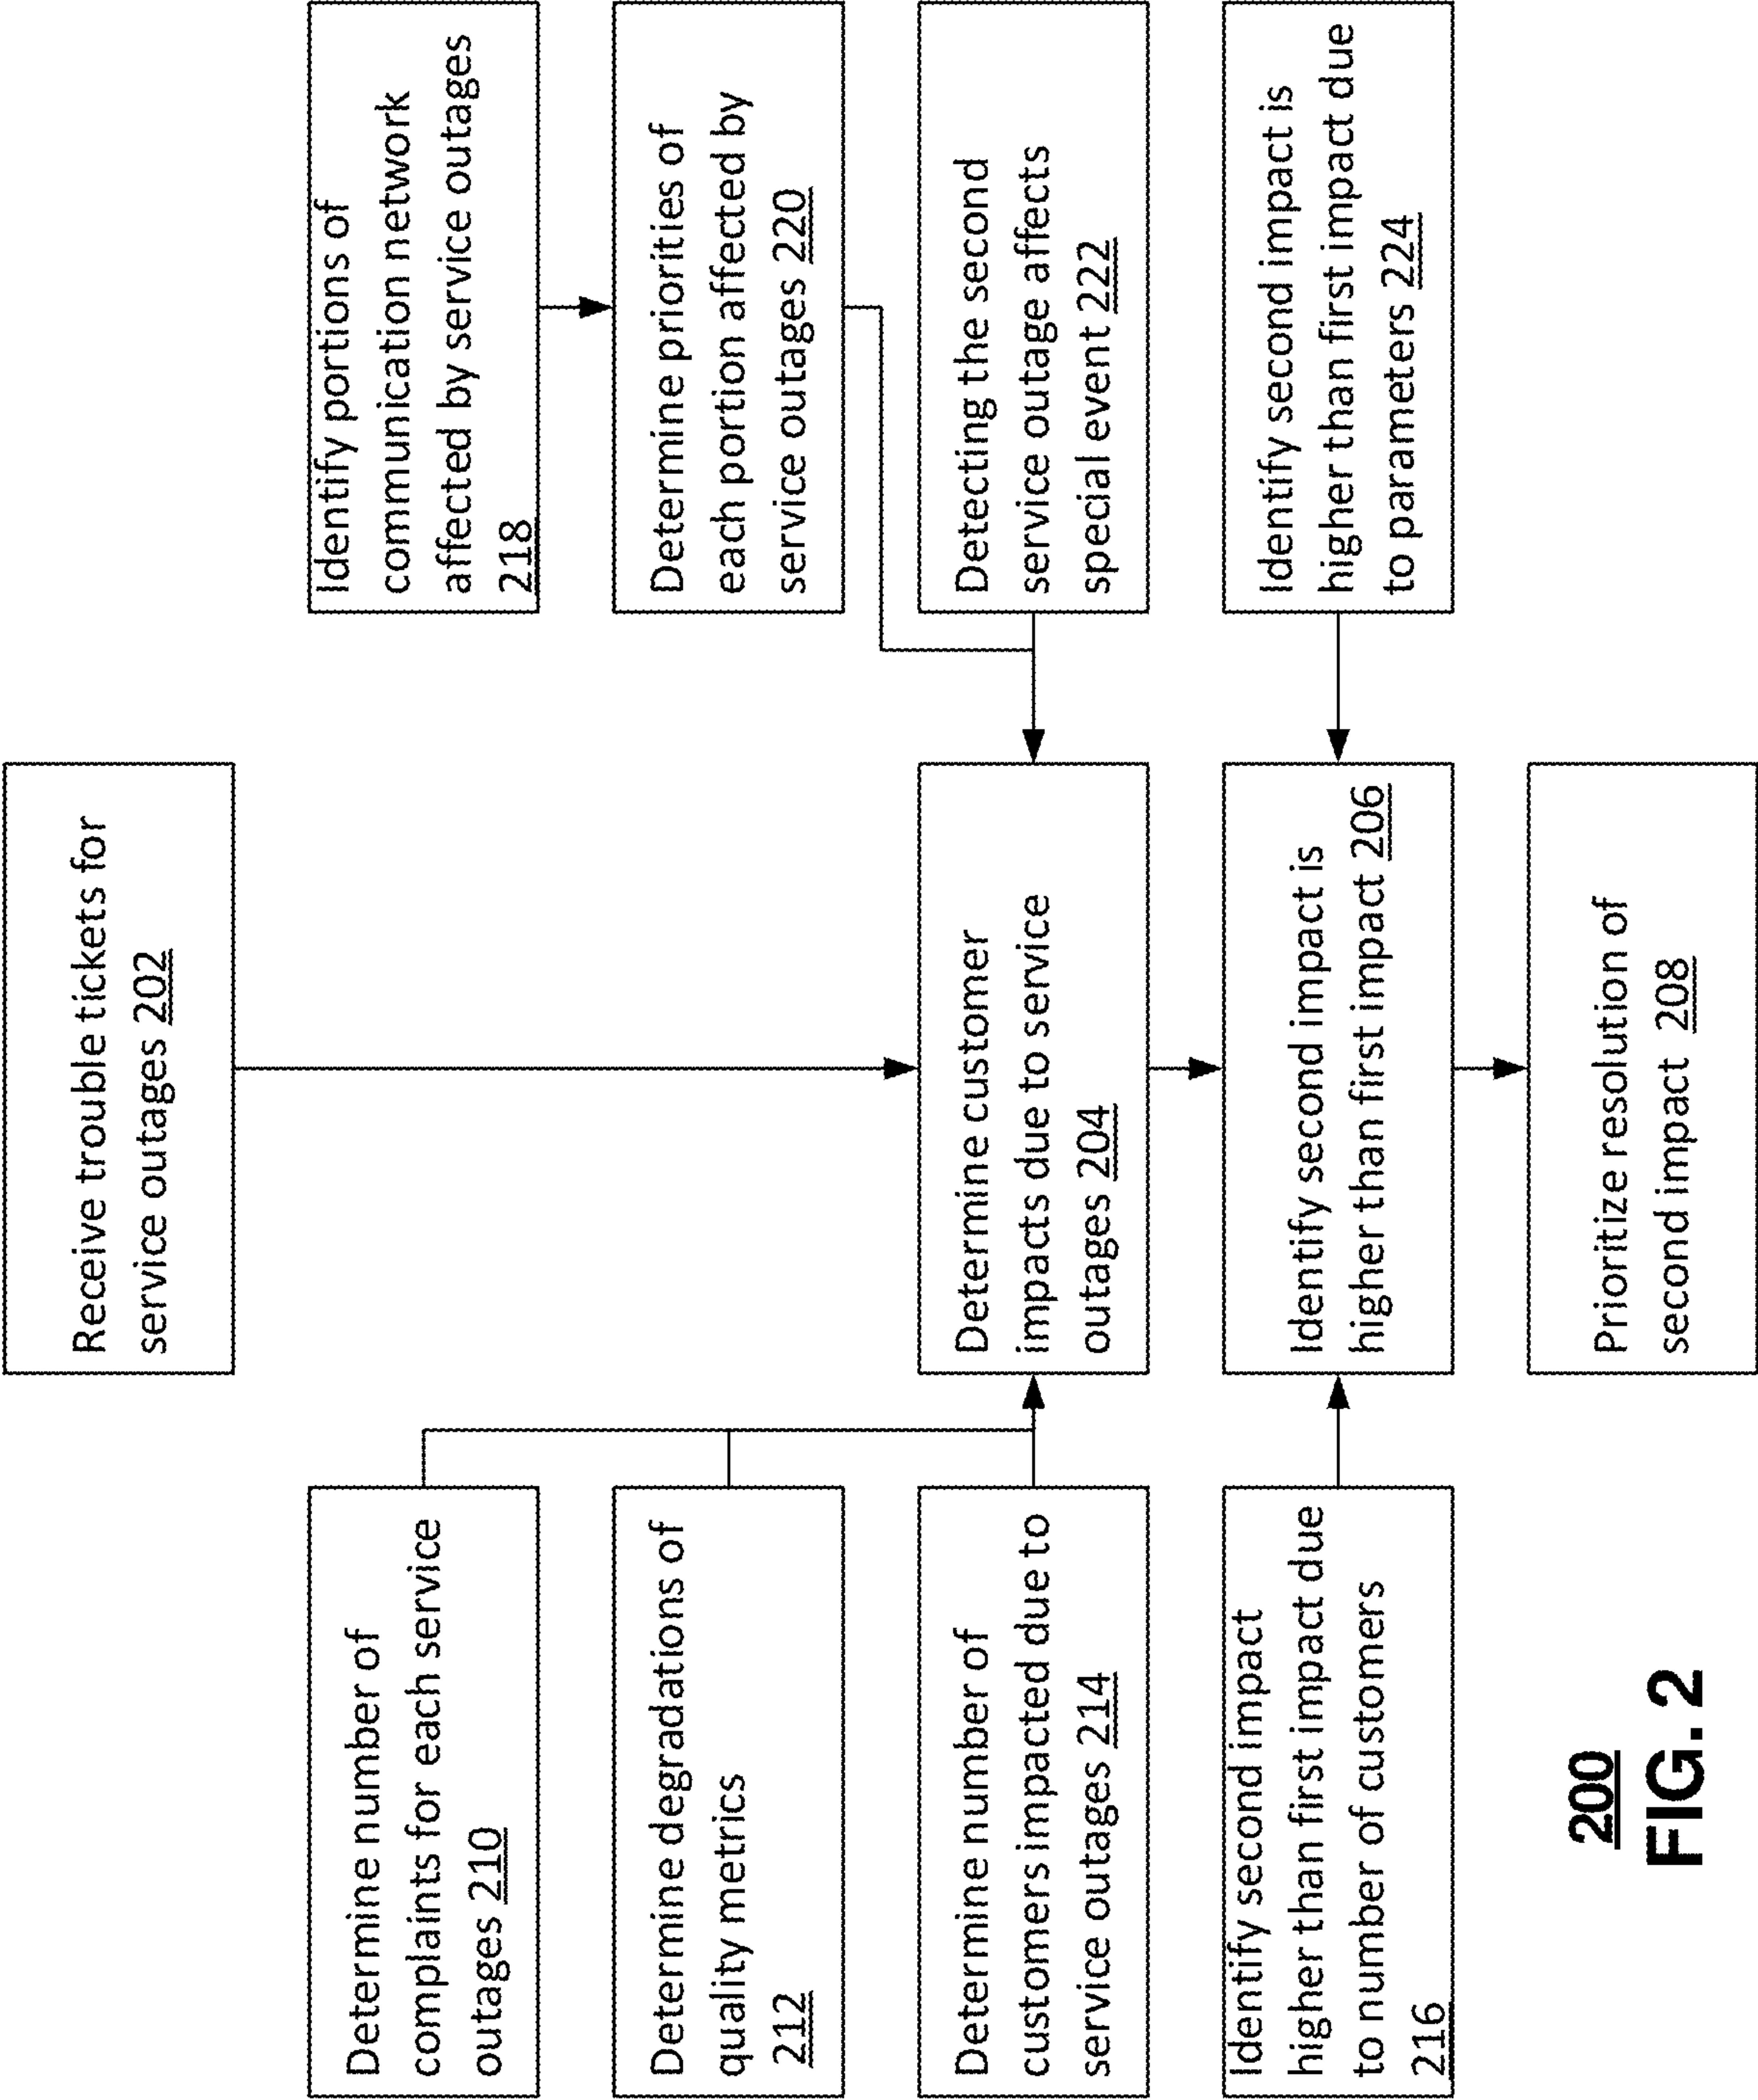 Receive trouble tickets for
service outages 202
Determine number of
complaints for each service
outages 210
Identify portions of
communication network
affected by service outages
218
Determine degradations of
quality metrics
212
Determine priorities of
each portion affected by
service outages 220
Determine number of
customers impacted due to
service outages 214
Determine customer
impacts due to service
outages 204
Detecting the second
service outage affects
special event 222
Identify second impact
higher than first impact due
to number of customers
216
Identify second impact is
higher than first impact 206
Identify second impact is
higher than first impact due
to parameters 224
Prioritize resolution of
second impact 208
200
FIG. 2